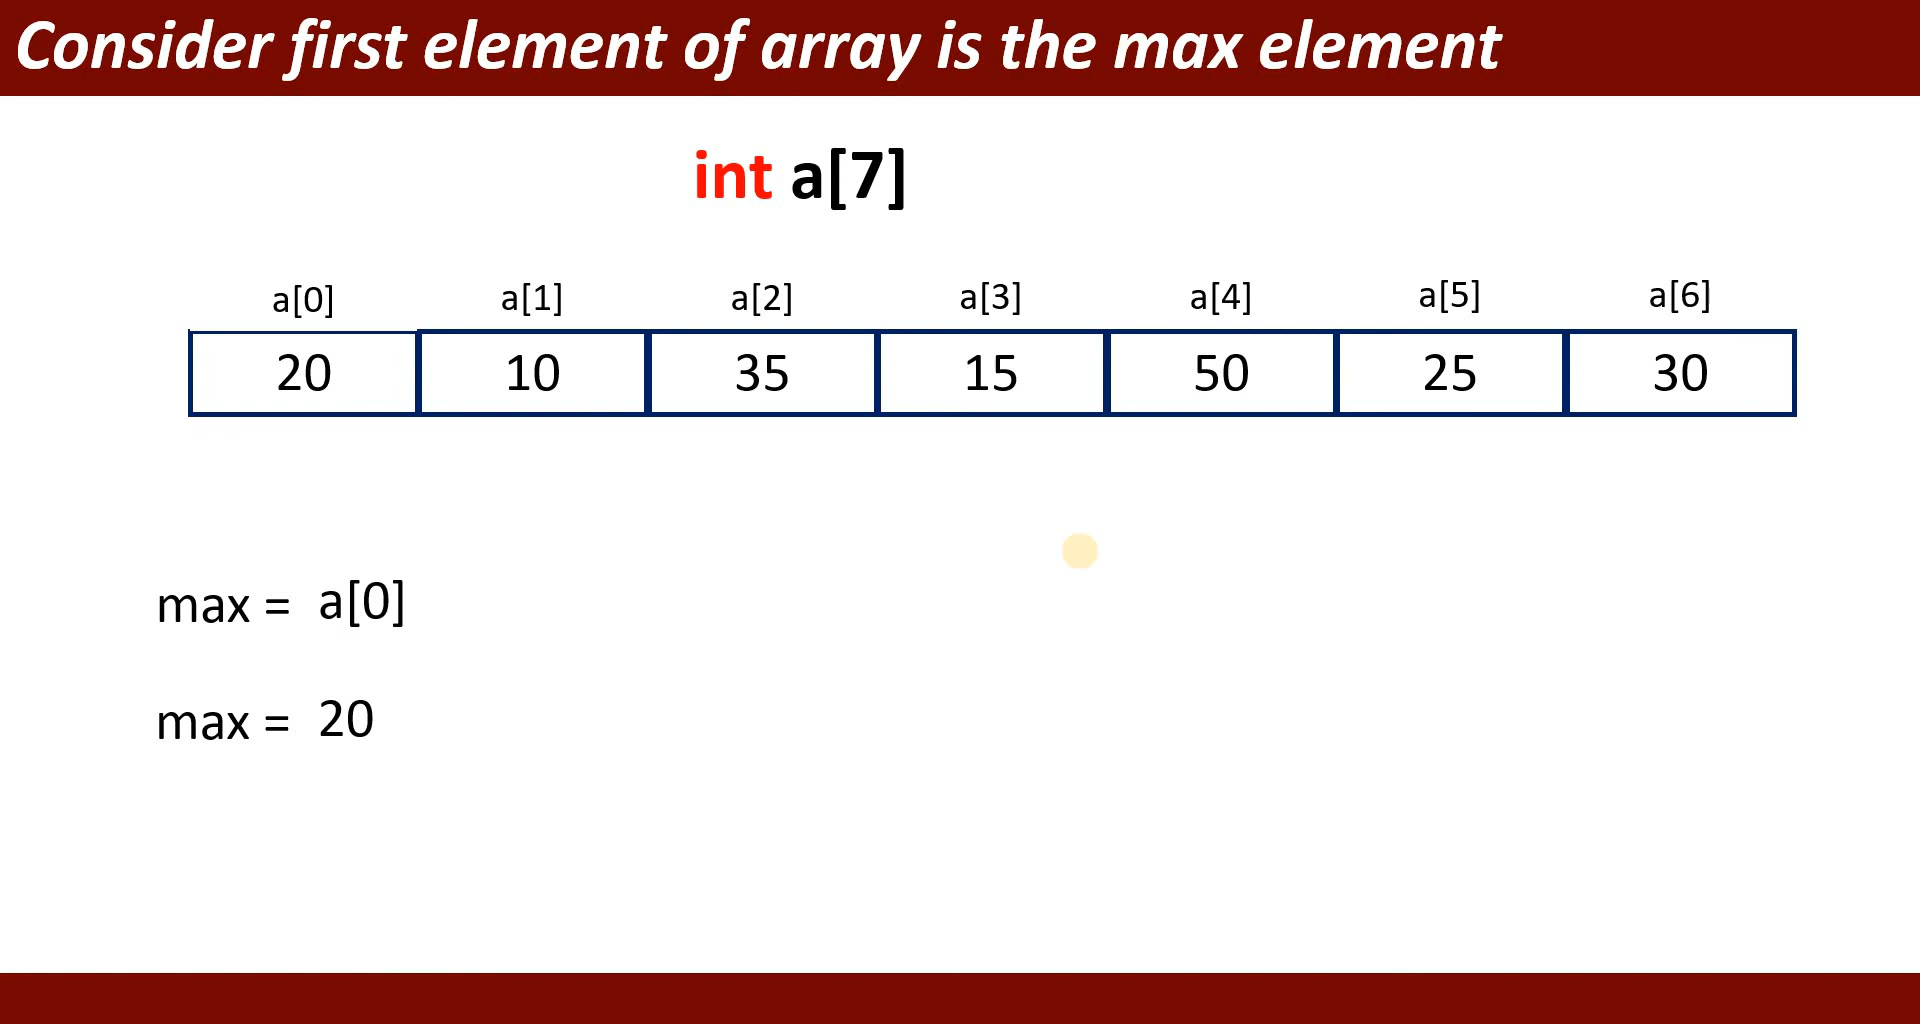 Consider first element of array is the max element
int a[7]
a[0] a[1] a[2] a[3] a[4] a[5] a[6]
20 10 35 15 50 25 30
max = a[0]
max = 20